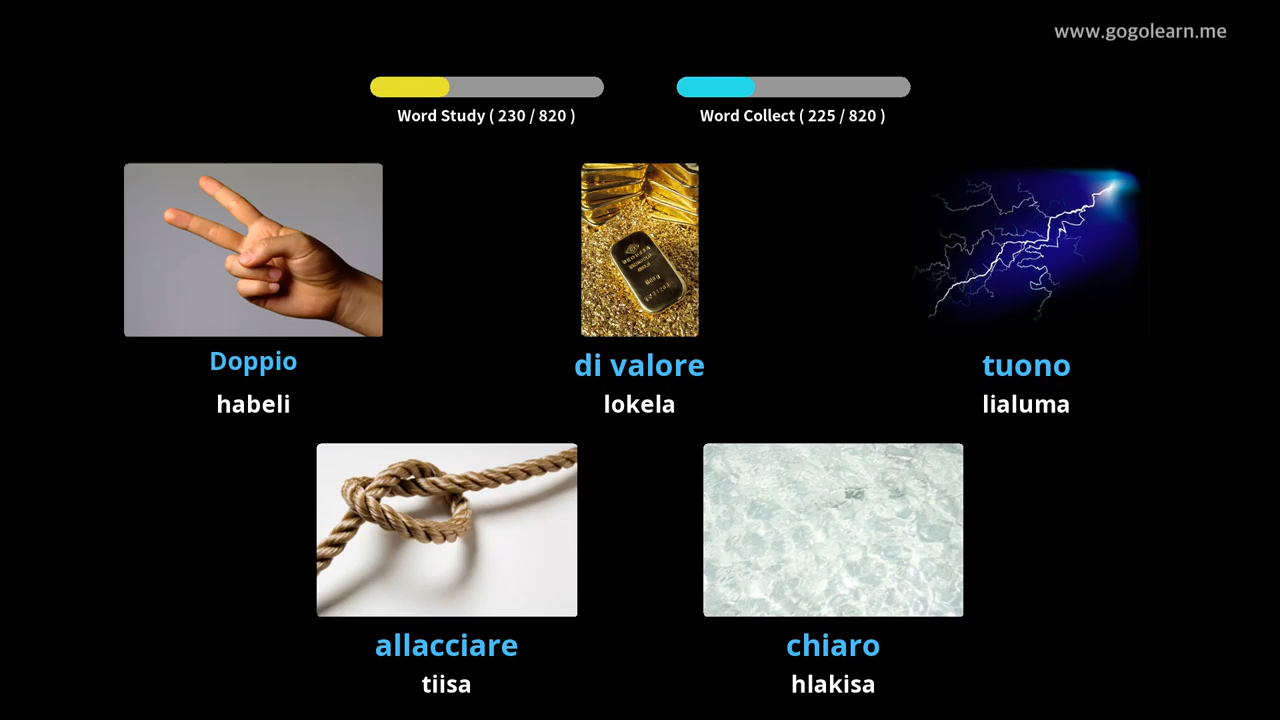 www.gogolearn.me
Word Study ( 230 / 820 )
Word Collect ( 225 / 820 )
Doppio
habeli
di valore
lokela
tuono
lialuma
allacciare
tiisa
chiaro
hlakisa